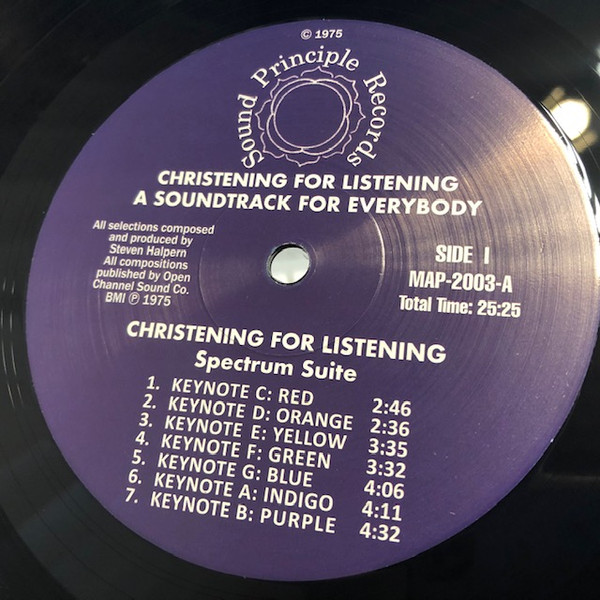 © 1975
Sound Principle Records
CHRISTENING FOR LISTENING
A SOUNDTRACK FOR EVERYBODY
All selections composed
and produced by
Steven Halpern
All compositions
published by Open
Channel Sound Co.
BMI ℗ 1975
SIDE I
MAP-2003-A
Total Time: 25:25
CHRISTENING FOR LISTENING
Spectrum Suite
1. KEYNOTE C: RED 2:46
2. KEYNOTE D: ORANGE 2:36
3. KEYNOTE E: YELLOW 3:35
4. KEYNOTE F: GREEN 3:32
5. KEYNOTE G: BLUE 4:06
6. KEYNOTE A: INDIGO 4:11
7. KEYNOTE B: PURPLE 4:32